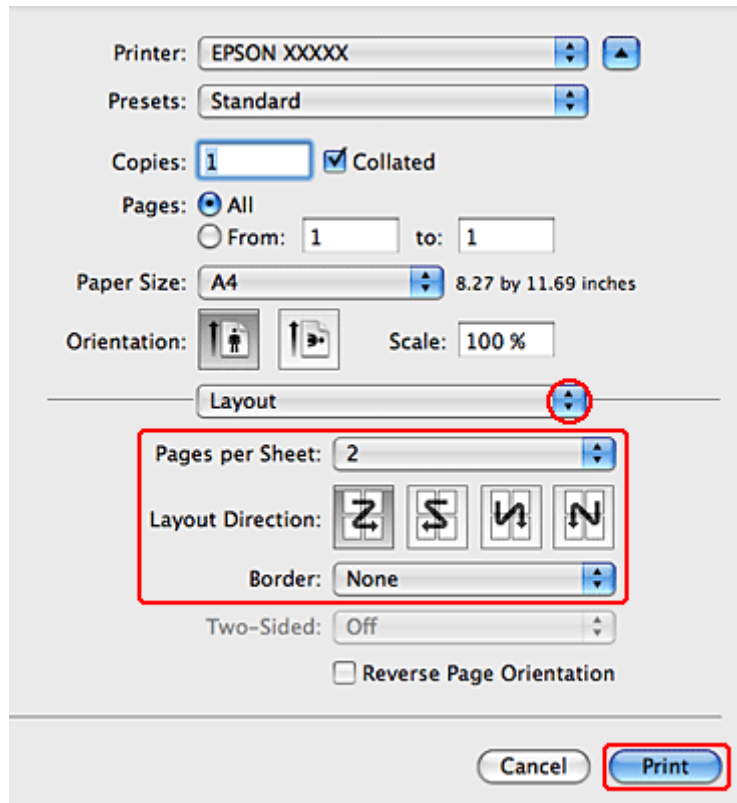 Printer: EPSON XXXXX
Presets: Standard
Copies: 1 Collated
Pages: All
From: 1 to: 1
Paper Size: A4 8.27 by 11.69 inches
Orientation: Scale: 100 %
Layout
Pages per Sheet: 2
Layout Direction:
Border: None
Two-Sided: Off
Reverse Page Orientation
Cancel Print